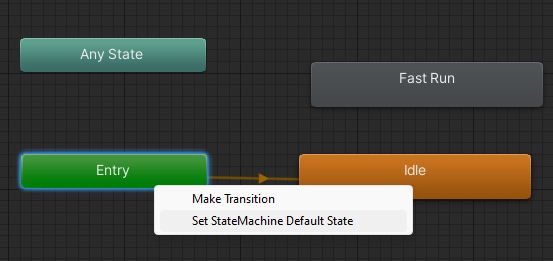 Any State
Fast Run
Entry
Idle
Make Transition
Set StateMachine Default State